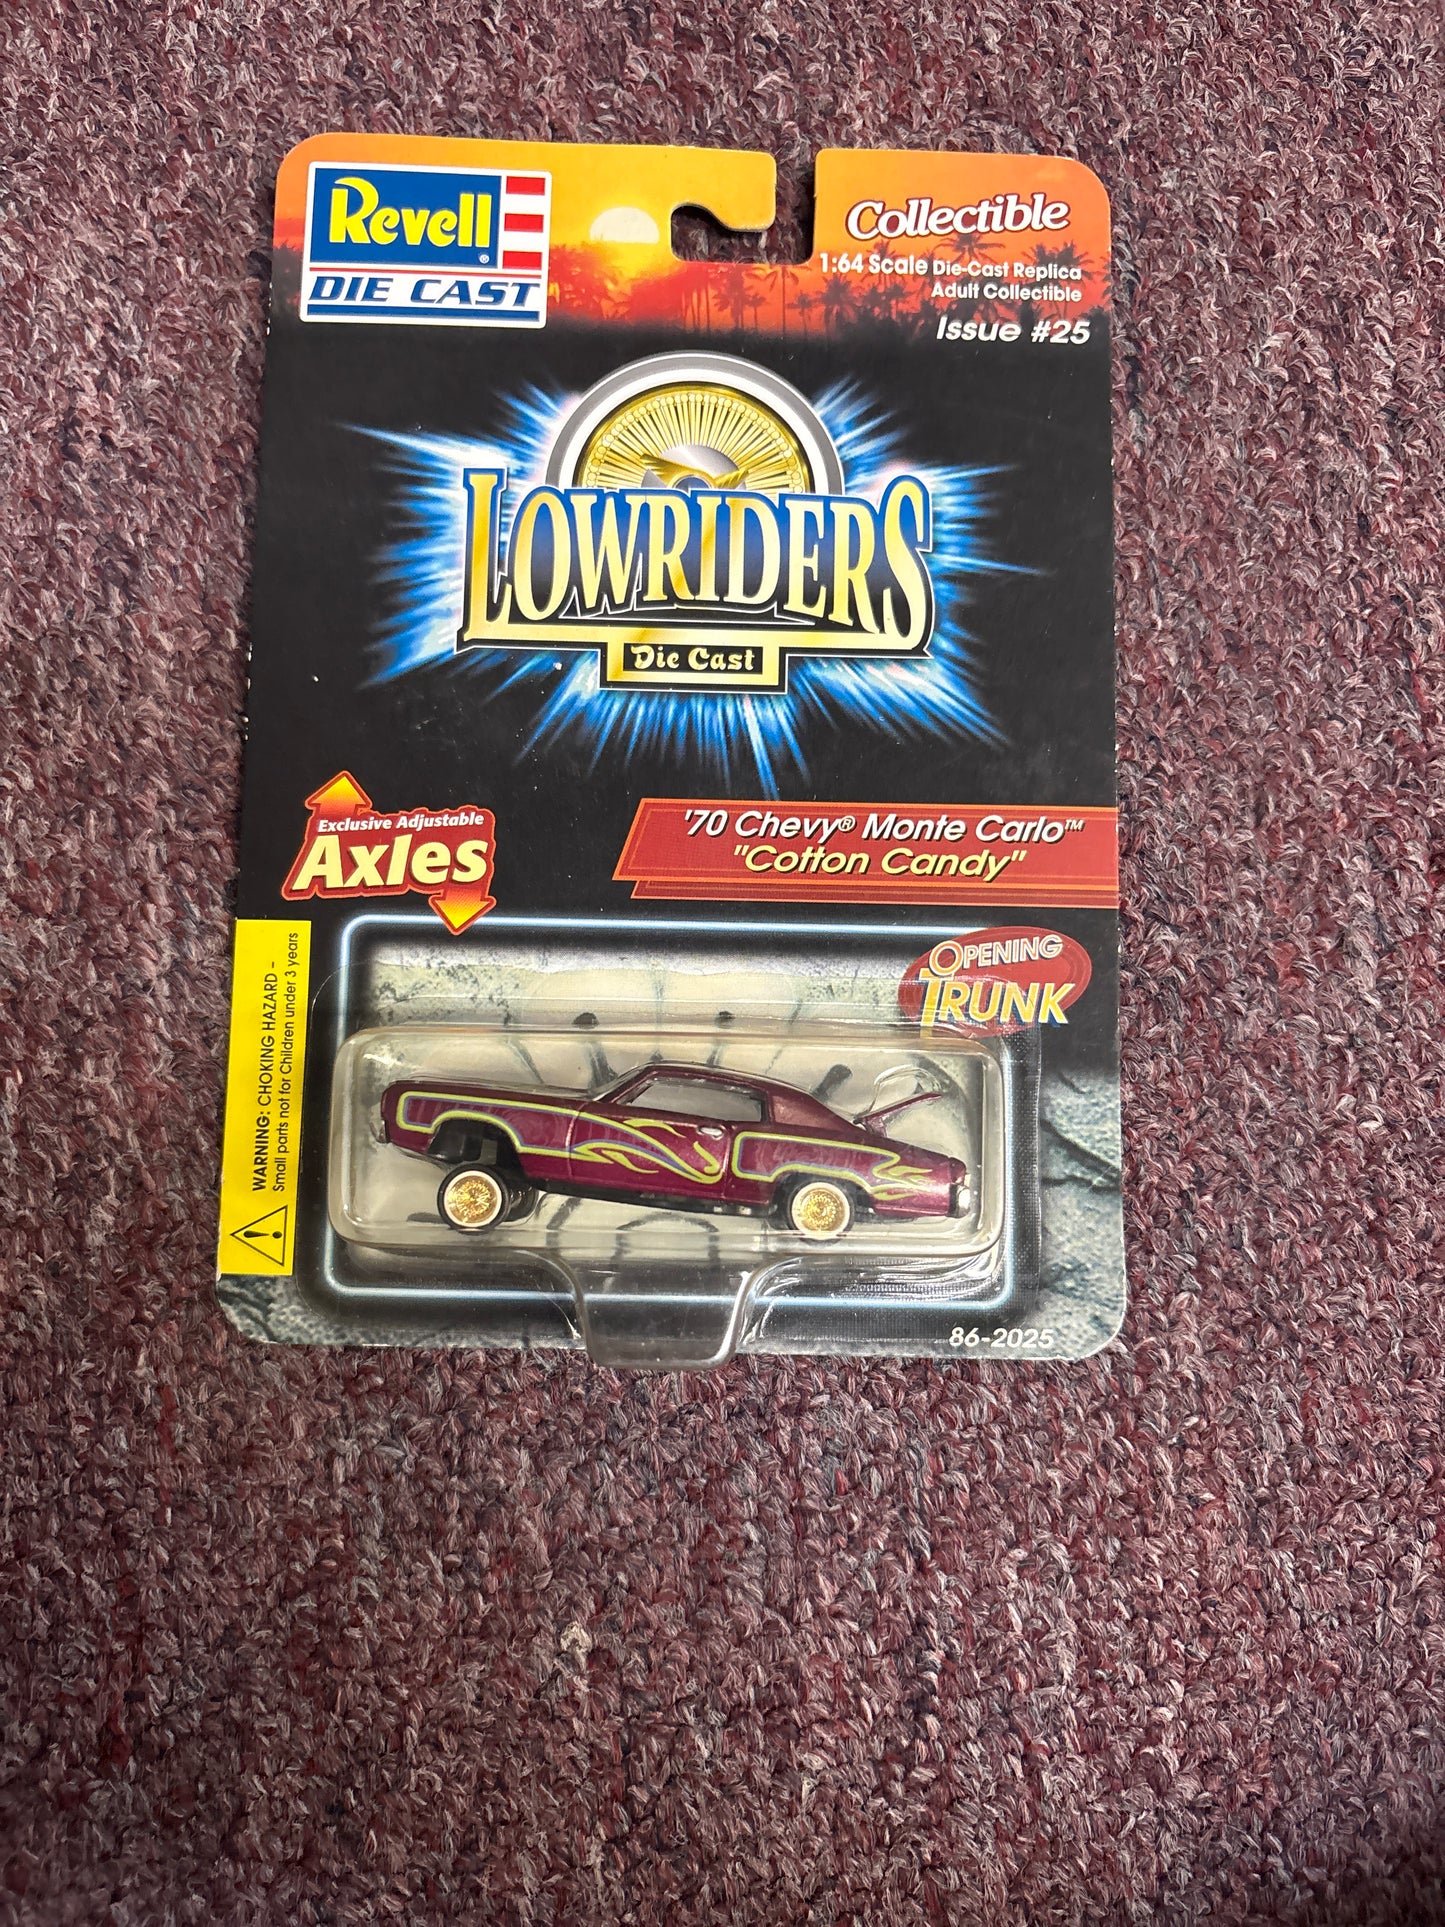 Revell®
DIE CAST
Collectible
1:64 Scale Die-Cast Replica
Adult Collectible
Issue #25
LOWRIDERS
Die Cast
Exclusive Adjustable
Axles
'70 Chevy® Monte Carlo™
"Cotton Candy"
OPENING
TRUNK
WARNING: CHOKING HAZARD -
Small parts not for Children under 3 years
86-2025